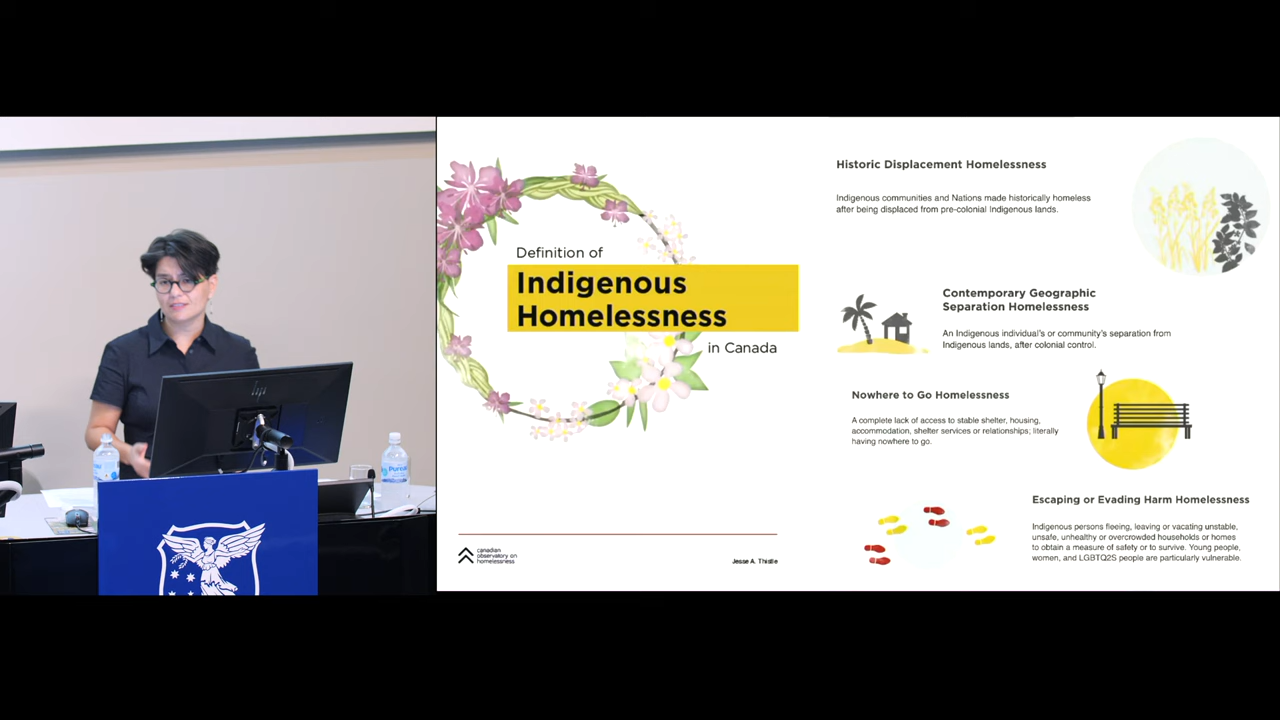 Definition of
Indigenous
Homelessness
in Canada
canadian
observatory on
homelessness
Jesse A. Thistle
Historic Displacement Homelessness
Indigenous communities and Nations made historically homeless
after being displaced from pre-colonial Indigenous lands.
Contemporary Geographic
Separation Homelessness
An Indigenous individual's or community's separation from
Indigenous lands, after colonial control.
Nowhere to Go Homelessness
A complete lack of access to stable shelter, housing,
accommodation, shelter services or relationships; literally
having nowhere to go.
Escaping or Evading Harm Homelessness
Indigenous persons fleeing, leaving or vacating unstable,
unsafe, unhealthy or overcrowded households or homes
to obtain a measure of safety or to survive. Young people,
women, and LGBTQ2S people are particularly vulnerable.
hp